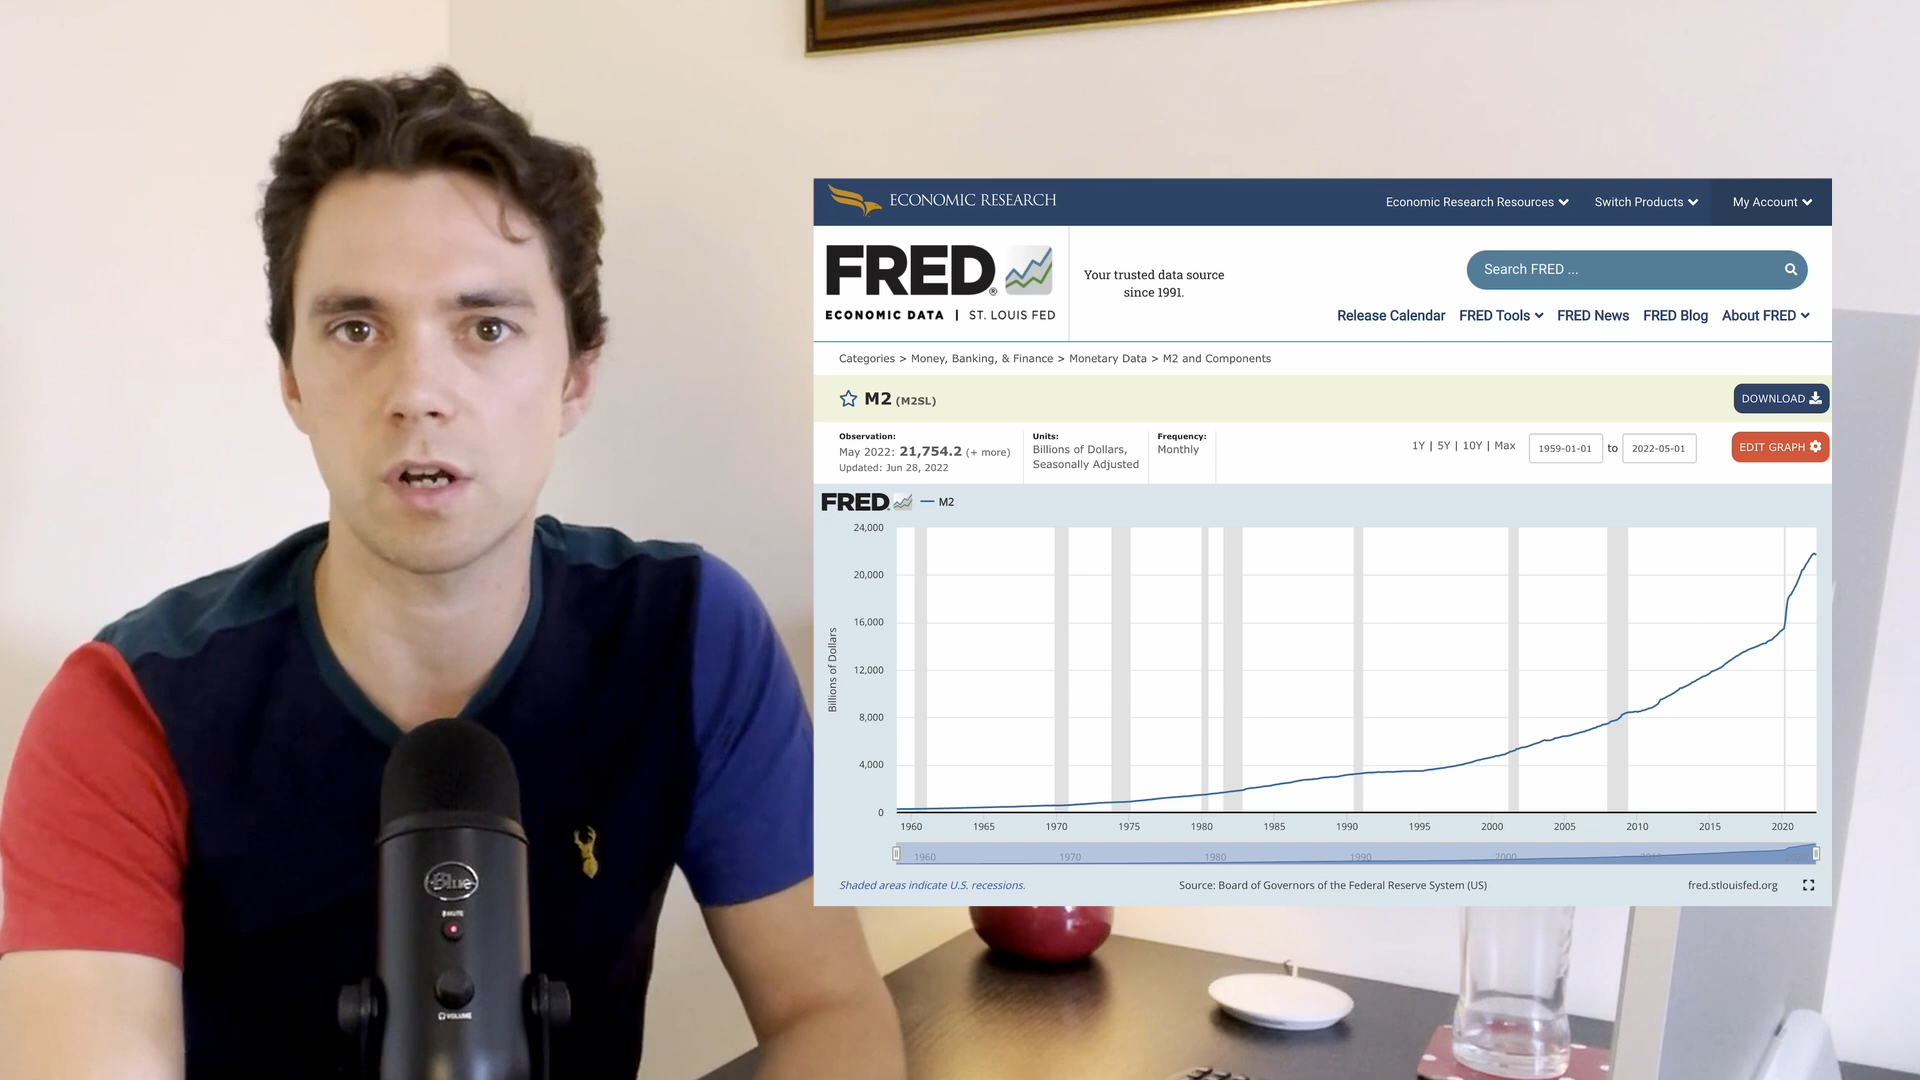 ECONOMIC RESEARCH
Economic Research Resources
Switch Products
My Account
FRED®
ECONOMIC DATA | ST. LOUIS FED
Your trusted data source
since 1991.
Search FRED ...
Release Calendar
FRED Tools
FRED News
FRED Blog
About FRED
Categories > Money, Banking, & Finance > Monetary Data > M2 and Components
M2 (M2SL)
DOWNLOAD
Observation:
May 2022: 21,754.2 (+ more)
Updated: Jun 28, 2022
Units:
Billions of Dollars,
Seasonally Adjusted
Frequency:
Monthly
1Y | 5Y | 10Y | Max
1959-01-01 to 2022-05-01
EDIT GRAPH
FRED
M2
Billions of Dollars
24,000
20,000
16,000
12,000
8,000
4,000
0
1960 1965 1970 1975 1980 1985 1990 1995 2000 2005 2010 2015 2020
1960 1970 1980 1990 2000 2010
Shaded areas indicate U.S. recessions.
Source: Board of Governors of the Federal Reserve System (US)
fred.stlouisfed.org
Blue
MUTE
VOLUME